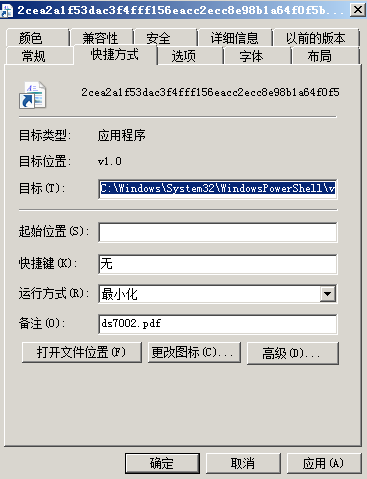 2cea2a1f53dac3f4fff156eacc2ecc8e98b1a64f0f5b...
颜色 兼容性 安全 详细信息 以前的版本
常规 快捷方式 选项 字体 布局
2cea2a1f53dac3f4fff156eacc2ecc8e98b1a64f0f5
目标类型: 应用程序
目标位置: v1.0
目标(T): C:\Windows\System32\WindowsPowerShell\v
起始位置(S):
快捷键(K): 无
运行方式(R): 最小化
备注(O): ds7002.pdf
打开文件位置(F) 更改图标(C)... 高级(D)...
确定 取消 应用(A)